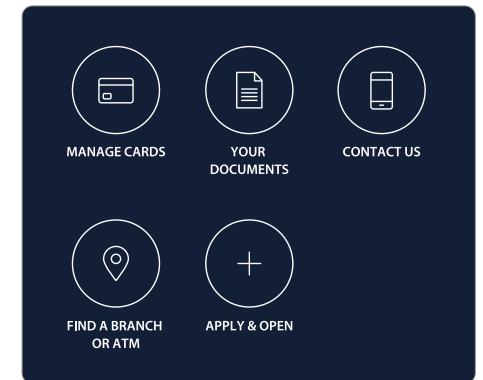 MANAGE CARDS
YOUR
DOCUMENTS
CONTACT US
FIND A BRANCH
OR ATM
APPLY & OPEN